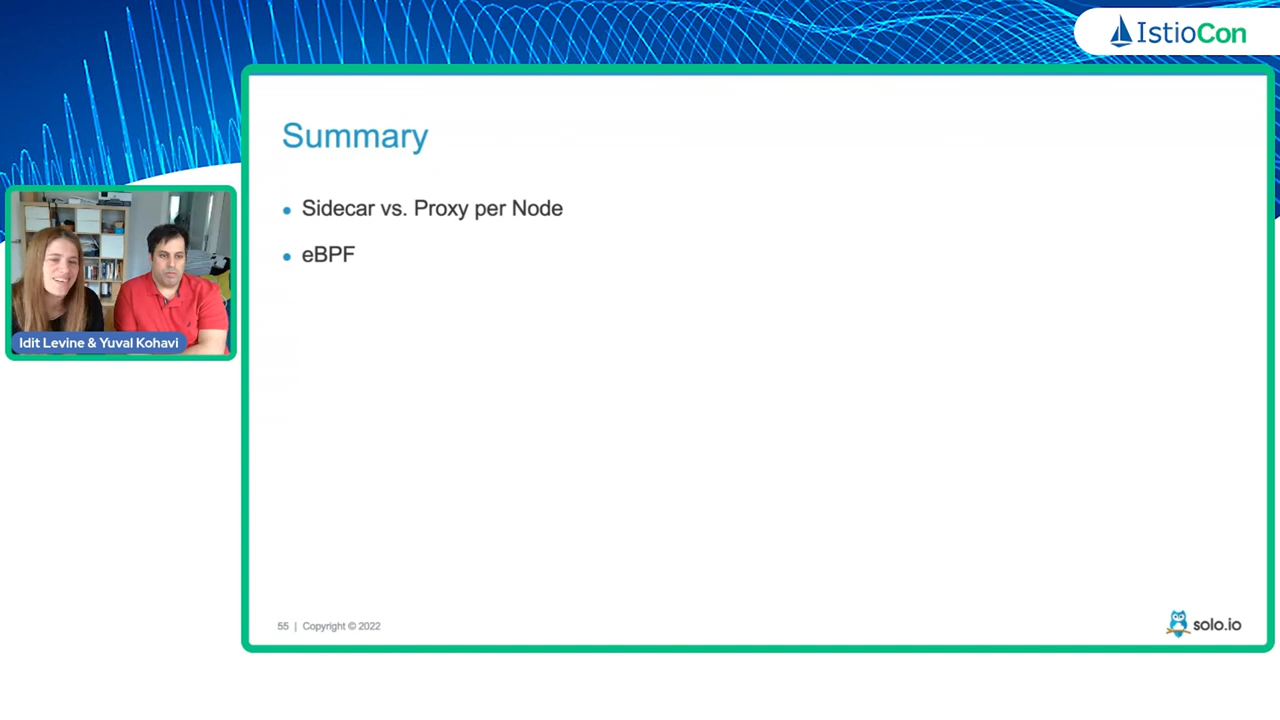 IstioCon
Summary
• Sidecar vs. Proxy per Node
• eBPF
Idit Levine & Yuval Kohavi
55 | Copyright © 2022
solo.io